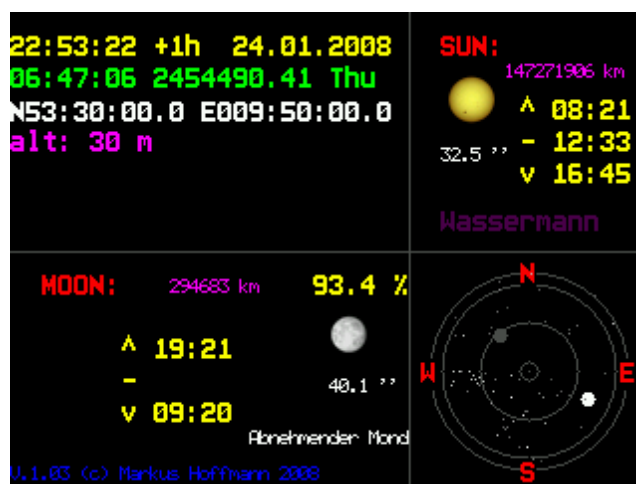 22:53:22 +1h 24.01.2008
06:47:06 2454490.41 Thu
N53:30:00.0 E009:50:00.0
alt: 30 m
SUN:
147271906 km
^ 08:21
32.5 '' - 12:33
v 16:45
Wassermann
MOON: 294683 km 93.4 %
^ 19:21
-
40.1 ''
v 09:20
Abnehmender Mond
V.1.03 (c) Markus Hoffmann 2008
N
W E
S